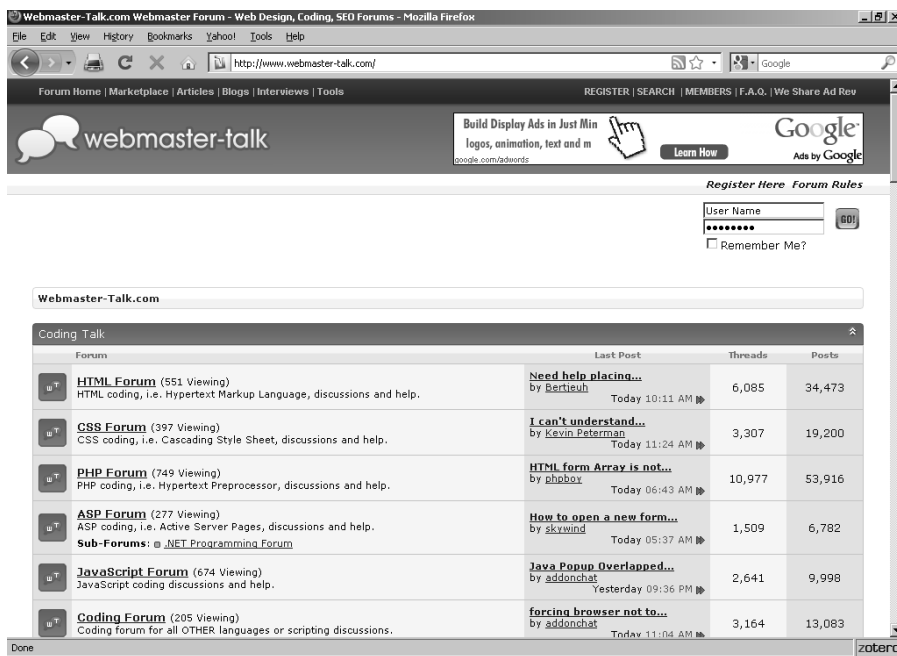 Webmaster-Talk.com Webmaster Forum - Web Design, Coding, SEO Forums - Mozilla Firefox
File Edit View History Bookmarks Yahoo! Tools Help
http://www.webmaster-talk.com/
Google
Forum Home | Marketplace | Articles | Blogs | Interviews | Tools
REGISTER | SEARCH | MEMBERS | F.A.Q. | We Share Ad Rev
webmaster-talk
Build Display Ads in Just Min
logos, animation, text and m
google.com/adwords
Learn How
Google
Ads by Google
Register Here Forum Rules
User Name
GO!
Remember Me?
Webmaster-Talk.com
Coding Talk
Forum Last Post Threads Posts
HTML Forum (551 Viewing)
HTML coding, i.e. Hypertext Markup Language, discussions and help.
Need help placing...
by Bertjeuh
Today 10:11 AM
6,085 34,473
CSS Forum (397 Viewing)
CSS coding, i.e. Cascading Style Sheet, discussions and help.
I can't understand...
by Kevin Peterman
Today 11:24 AM
3,307 19,200
PHP Forum (749 Viewing)
PHP coding, i.e. Hypertext Preprocessor, discussions and help.
HTML form Array is not...
by phpboy
Today 06:43 AM
10,977 53,916
ASP Forum (277 Viewing)
ASP coding, i.e. Active Server Pages, discussions and help.
Sub-Forums: .NET Programming Forum
How to open a new form...
by skywind
Today 05:37 AM
1,509 6,782
JavaScript Forum (674 Viewing)
JavaScript coding discussions and help.
Java Popup Overlapped...
by addonchat
Yesterday 09:36 PM
2,641 9,998
Coding Forum (205 Viewing)
Coding forum for all OTHER languages or scripting discussions.
forcing browser not to...
by addonchat
Today 11:04 AM
3,164 13,083
Done
zotero